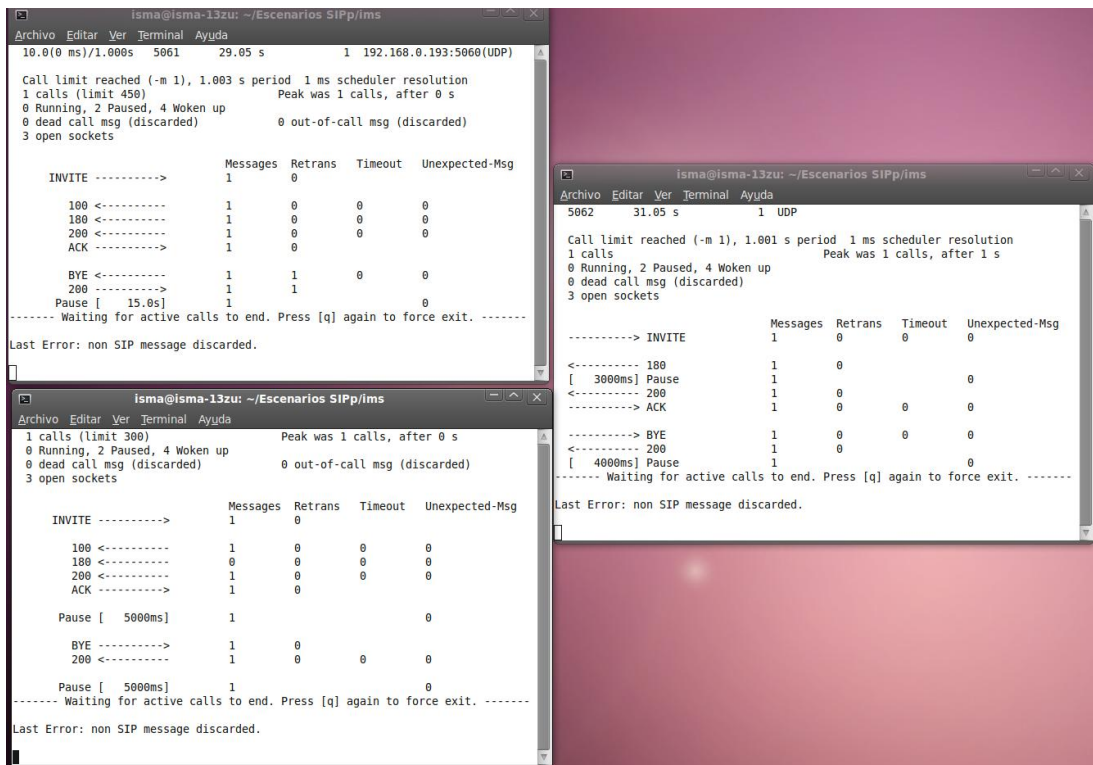 isma@isma-13zu: ~/Escenarios SIPp/ims
Archivo Editar Ver Terminal Ayuda
10.0(0 ms)/1.000s 5061 29.05 s 1 192.168.0.193:5060(UDP)
Call limit reached (-m 1), 1.003 s period 1 ms scheduler resolution
1 calls (limit 450) Peak was 1 calls, after 0 s
0 Running, 2 Paused, 4 Woken up
0 dead call msg (discarded) 0 out-of-call msg (discarded)
3 open sockets
Messages Retrans Timeout Unexpected-Msg
INVITE ----------> 1 0
100 <---------- 1 0 0 0
180 <---------- 1 0 0 0
200 <---------- 1 0 0 0
ACK ----------> 1 0
BYE <---------- 1 1 0 0
200 ----------> 1 1
Pause [ 15.0s] 1 0
------- Waiting for active calls to end. Press [q] again to force exit. -------
Last Error: non SIP message discarded.
isma@isma-13zu: ~/Escenarios SIPp/ims
Archivo Editar Ver Terminal Ayuda
1 calls (limit 300) Peak was 1 calls, after 0 s
0 Running, 2 Paused, 4 Woken up
0 dead call msg (discarded) 0 out-of-call msg (discarded)
3 open sockets
Messages Retrans Timeout Unexpected-Msg
INVITE ----------> 1 0
100 <---------- 1 0 0 0
180 <---------- 0 0 0 0
200 <---------- 1 0 0 0
ACK ----------> 1 0
Pause [ 5000ms] 1 0
BYE ----------> 1 0
200 <---------- 1 0 0 0
Pause [ 5000ms] 1 0
------- Waiting for active calls to end. Press [q] again to force exit. -------
Last Error: non SIP message discarded.
isma@isma-13zu: ~/Escenarios SIPp/ims
Archivo Editar Ver Terminal Ayuda
5062 31.05 s 1 UDP
Call limit reached (-m 1), 1.001 s period 1 ms scheduler resolution
1 calls Peak was 1 calls, after 1 s
0 Running, 2 Paused, 4 Woken up
0 dead call msg (discarded)
3 open sockets
Messages Retrans Timeout Unexpected-Msg
----------> INVITE 1 0 0 0
<---------- 180 1 0
[ 3000ms] Pause 1 0
<---------- 200 1 0
----------> ACK 1 0 0 0
----------> BYE 1 0 0 0
<---------- 200 1 0
[ 4000ms] Pause 1 0
------- Waiting for active calls to end. Press [q] again to force exit. -------
Last Error: non SIP message discarded.